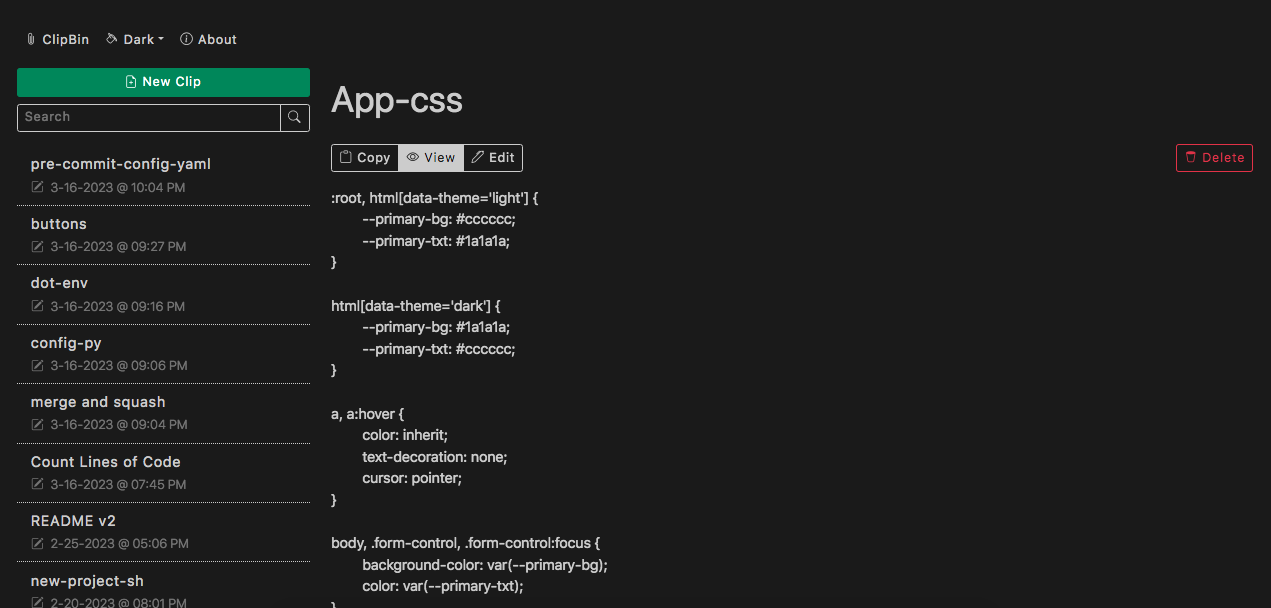 ClipBin Dark About
New Clip
Search
pre-commit-config-yaml
3-16-2023 @ 10:04 PM
buttons
3-16-2023 @ 09:27 PM
dot-env
3-16-2023 @ 09:16 PM
config-py
3-16-2023 @ 09:06 PM
merge and squash
3-16-2023 @ 09:04 PM
Count Lines of Code
3-16-2023 @ 07:45 PM
README v2
2-25-2023 @ 05:06 PM
new-project-sh
2-20-2023 @ 08:01 PM
App-css
Copy View Edit Delete
:root, html[data-theme='light'] {
--primary-bg: #cccccc;
--primary-txt: #1a1a1a;
}
html[data-theme='dark'] {
--primary-bg: #1a1a1a;
--primary-txt: #cccccc;
}
a, a:hover {
color: inherit;
text-decoration: none;
cursor: pointer;
}
body, .form-control, .form-control:focus {
background-color: var(--primary-bg);
color: var(--primary-txt);
}